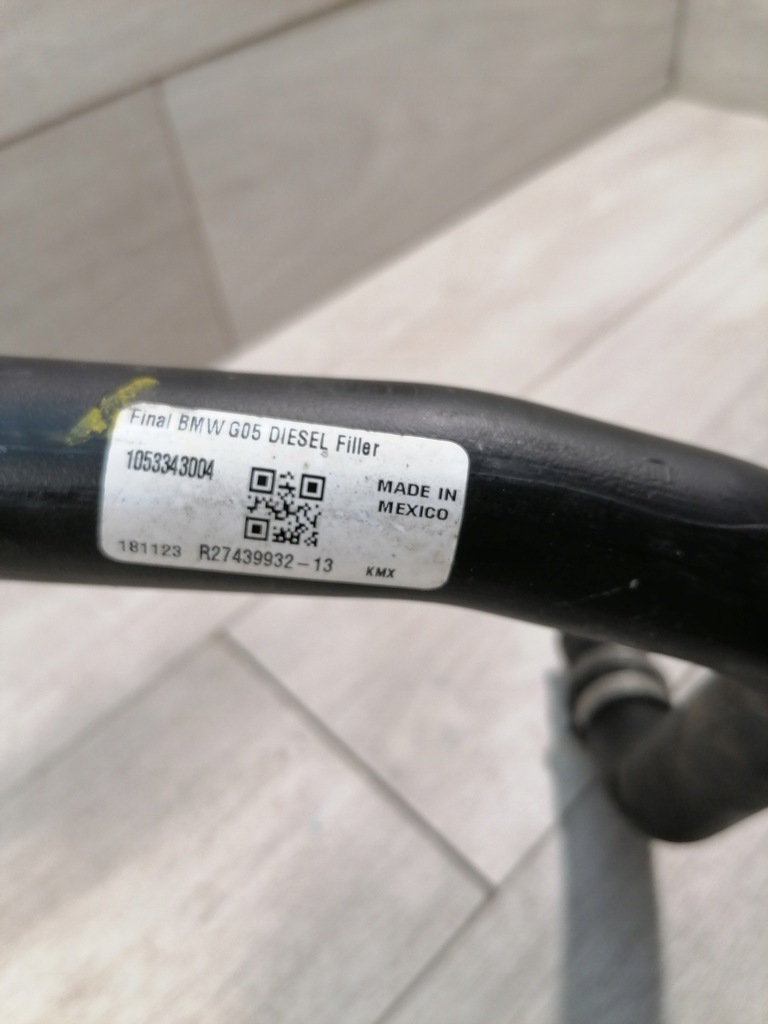 Final BMW G05 DIESEL Filler
1053343004
MADE IN
MEXICO
181123 R27439932-13
KMX